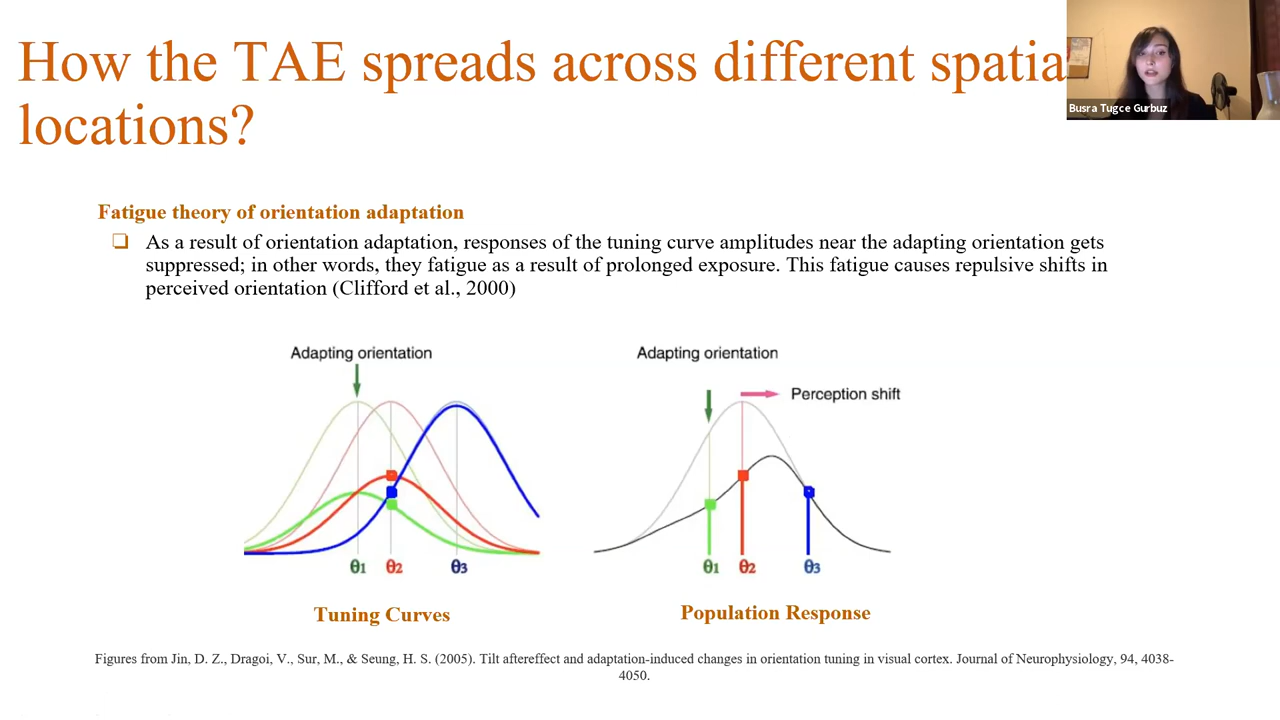 How the TAE spreads across different spatia
locations?
Busra Tugce Gurbuz
Fatigue theory of orientation adaptation
❑ As a result of orientation adaptation, responses of the tuning curve amplitudes near the adapting orientation gets
suppressed; in other words, they fatigue as a result of prolonged exposure. This fatigue causes repulsive shifts in
perceived orientation (Clifford et al., 2000)
Adapting orientation
θ1 θ2 θ3
Tuning Curves
Adapting orientation
Perception shift
θ1 θ2 θ3
Population Response
Figures from Jin, D. Z., Dragoi, V., Sur, M., & Seung, H. S. (2005). Tilt aftereffect and adaptation-induced changes in orientation tuning in visual cortex. Journal of Neurophysiology, 94, 4038-
4050.